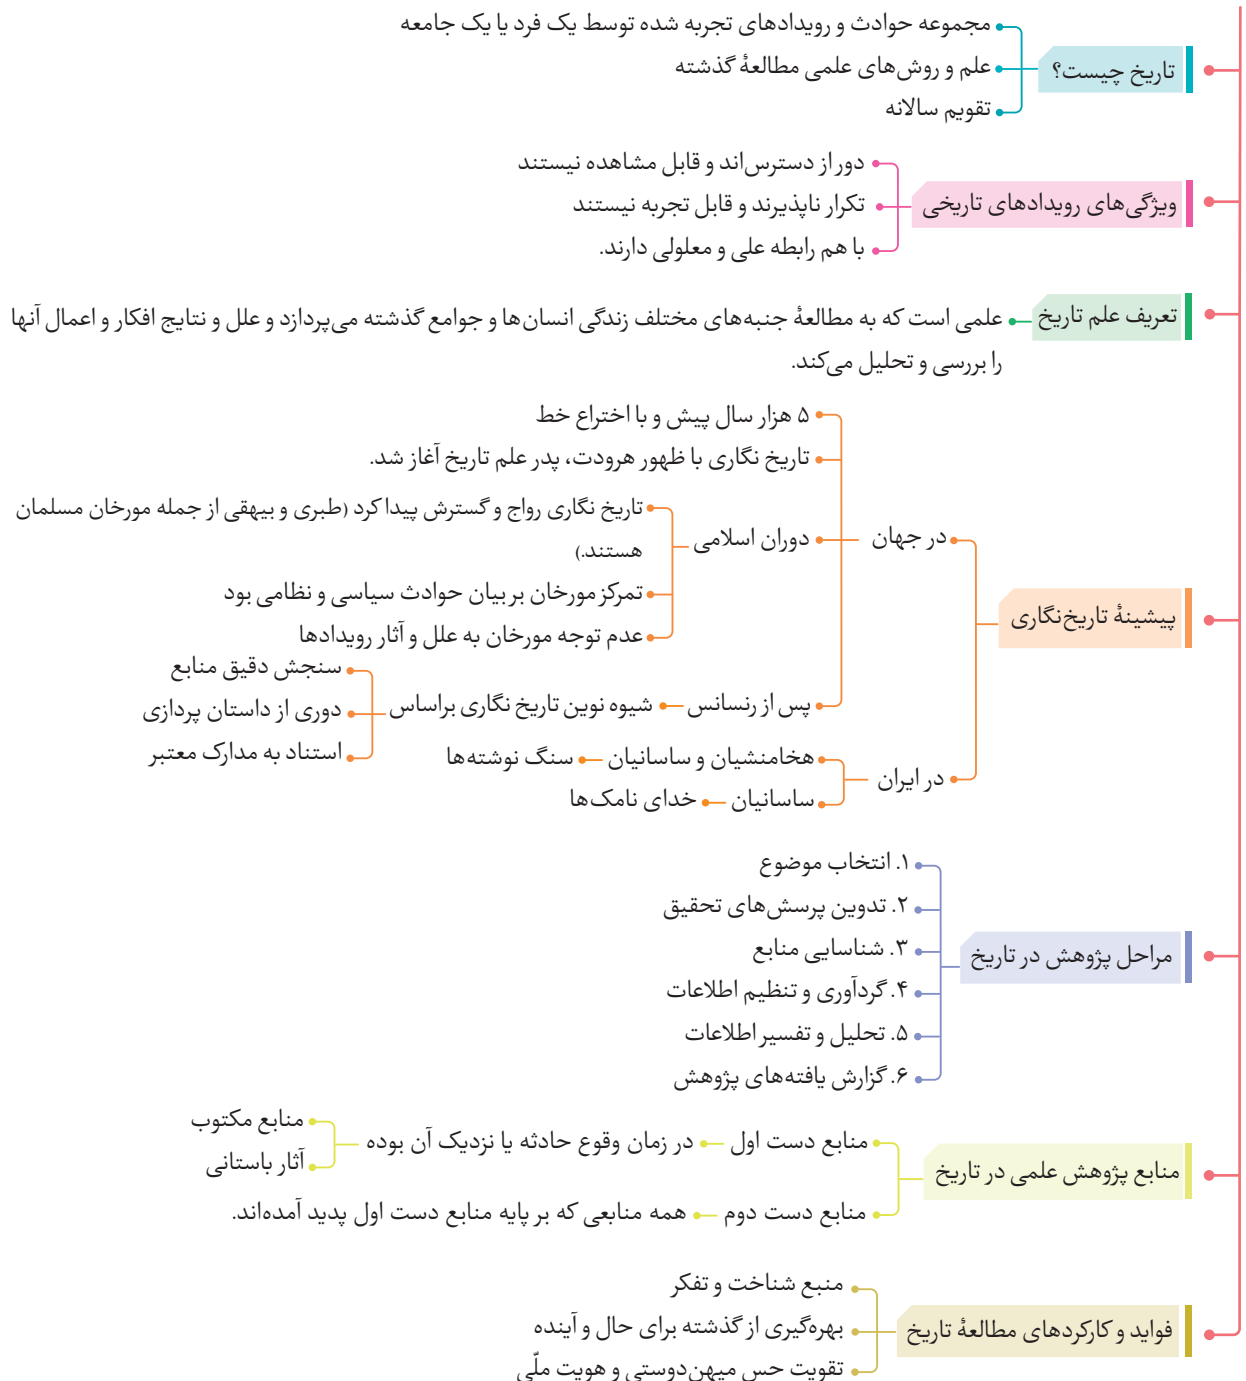 تاریخ چیست؟
مجموعه حوادث و رویدادهای تجربه شده توسط یک فرد یا یک جامعه
علم و روش‌های علمی مطالعهٔ گذشته
تقویم سالانه
ویژگی‌های رویدادهای تاریخی
دور از دسترس‌اند و قابل مشاهده نیستند
تکرار ناپذیرند و قابل تجربه نیستند
با هم رابطه علی و معلولی دارند.
تعریف علم تاریخ
علمی است که به مطالعهٔ جنبه‌های مختلف زندگی انسان‌ها و جوامع گذشته می‌پردازد و علل و نتایج افکار و اعمال آنها
را بررسی و تحلیل می‌کند.
پیشینهٔ تاریخ‌نگاری
در جهان
۵ هزار سال پیش و با اختراع خط
تاریخ نگاری با ظهور هرودت، پدر علم تاریخ آغاز شد.
دوران اسلامی
تاریخ نگاری رواج و گسترش پیدا کرد (طبری و بیهقی از جمله مورخان مسلمان
هستند.)
تمرکز مورخان بر بیان حوادث سیاسی و نظامی بود
عدم توجه مورخان به علل و آثار رویدادها
پس از رنسانس
شیوه نوین تاریخ نگاری براساس
سنجش دقیق منابع
دوری از داستان پردازی
استناد به مدارک معتبر
در ایران
هخامنشیان و ساسانیان
سنگ نوشته‌ها
ساسانیان
خدای نامک‌ها
مراحل پژوهش در تاریخ
۱. انتخاب موضوع
۲. تدوین پرسش‌های تحقیق
۳. شناسایی منابع
۴. گردآوری و تنظیم اطلاعات
۵. تحلیل و تفسیر اطلاعات
۶. گزارش یافته‌های پژوهش
منابع پژوهش علمی در تاریخ
منابع دست اول
در زمان وقوع حادثه یا نزدیک آن بوده
منابع مکتوب
آثار باستانی
منابع دست دوم
همه منابعی که بر پایه منابع دست اول پدید آمده‌اند.
فواید و کارکردهای مطالعهٔ تاریخ
منبع شناخت و تفکر
بهره‌گیری از گذشته برای حال و آینده
تقویت حس میهن‌دوستی و هویت ملّی